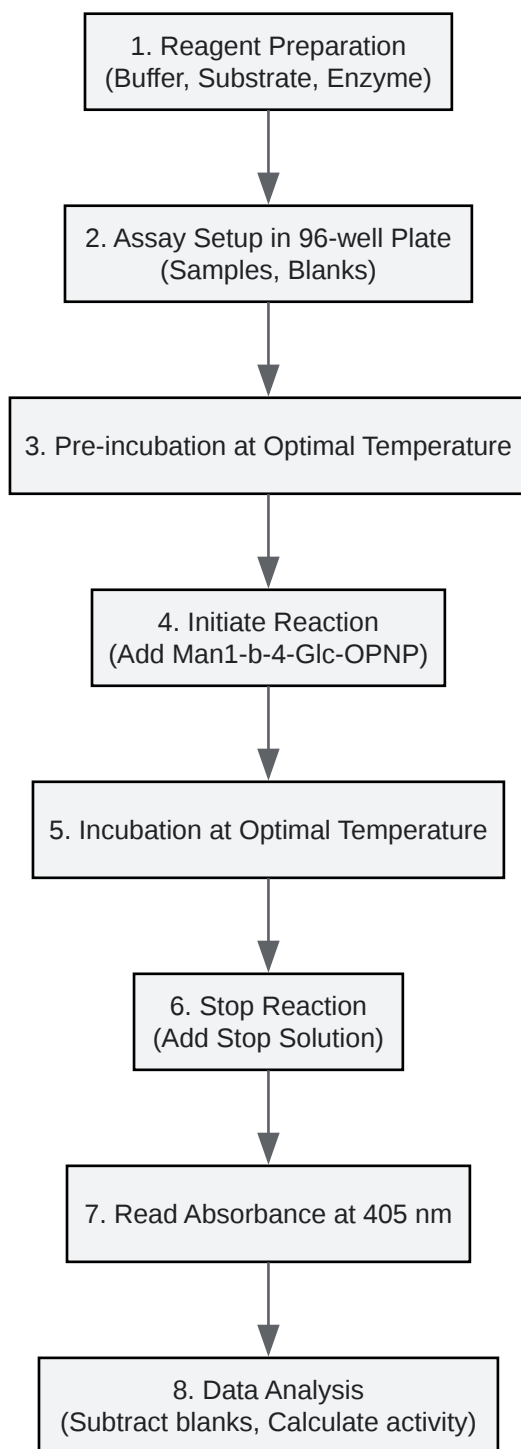 1. Reagent Preparation
(Buffer, Substrate, Enzyme)
2. Assay Setup in 96-well Plate
(Samples, Blanks)
3. Pre-incubation at Optimal Temperature
4. Initiate Reaction
(Add Man1-b-4-Glc-OPNP)
5. Incubation at Optimal Temperature
6. Stop Reaction
(Add Stop Solution)
7. Read Absorbance at 405 nm
8. Data Analysis
(Subtract blanks, Calculate activity)